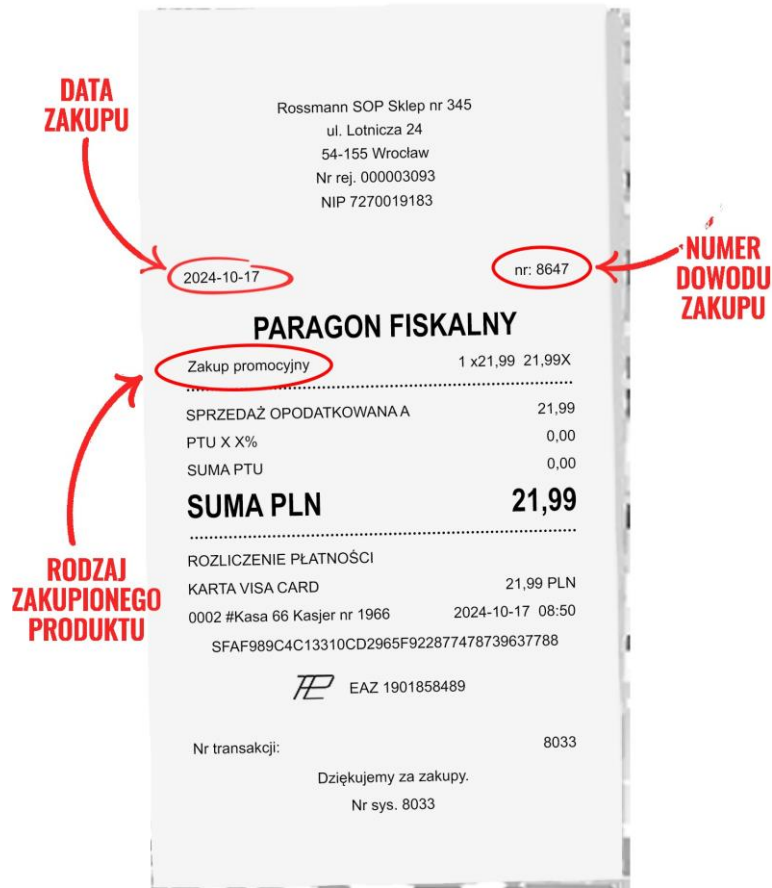 Rossmann SOP Sklep nr 345
ul. Lotnicza 24
54-155 Wrocław
Nr rej. 000003093
NIP 7270019183
DATA
ZAKUPU
2024-10-17 nr: 8647
NUMER
DOWODU
ZAKUPU
PARAGON FISKALNY
Zakup promocyjny 1 x21,99 21,99X
SPRZEDAŻ OPODATKOWANA A 21,99
PTU X X% 0,00
SUMA PTU 0,00
SUMA PLN 21,99
RODZAJ
ZAKUPIONEGO
PRODUKTU
ROZLICZENIE PŁATNOŚCI
KARTA VISA CARD 21,99 PLN
0002 #Kasa 66 Kasjer nr 1966 2024-10-17 08:50
SFAF989C4C13310CD2965F922877478739637788
EAZ 1901858489
Nr transakcji: 8033
Dziękujemy za zakupy.
Nr sys. 8033